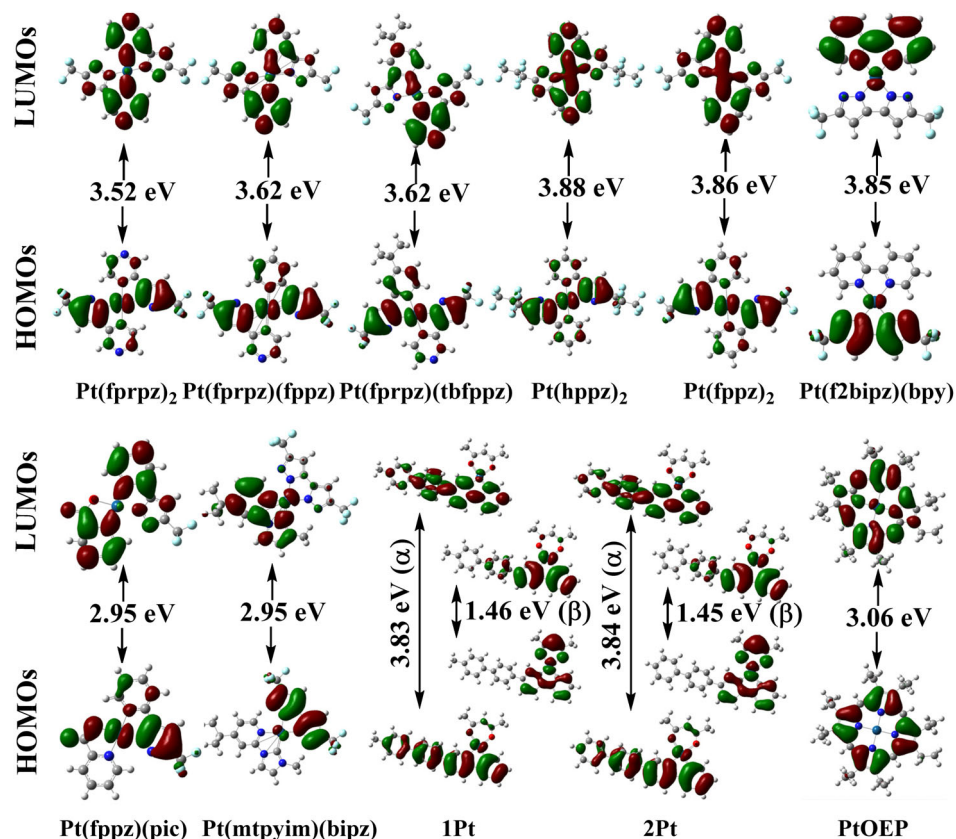 LUMOs
3.52 eV 3.62 eV 3.62 eV 3.88 eV 3.86 eV 3.85 eV
HOMOs
Pt(fprpz)₂ Pt(fprpz)(fppz) Pt(fprpz)(tbfppz) Pt(hppz)₂ Pt(fppz)₂ Pt(f2bipz)(bpy)
LUMOs
2.95 eV 2.95 eV 3.83 eV (α) 1.46 eV (β) 3.84 eV (α) 1.45 eV (β) 3.06 eV
HOMOs
Pt(fppz)(pic) Pt(mtpyim)(bipz) 1Pt 2Pt PtOEP